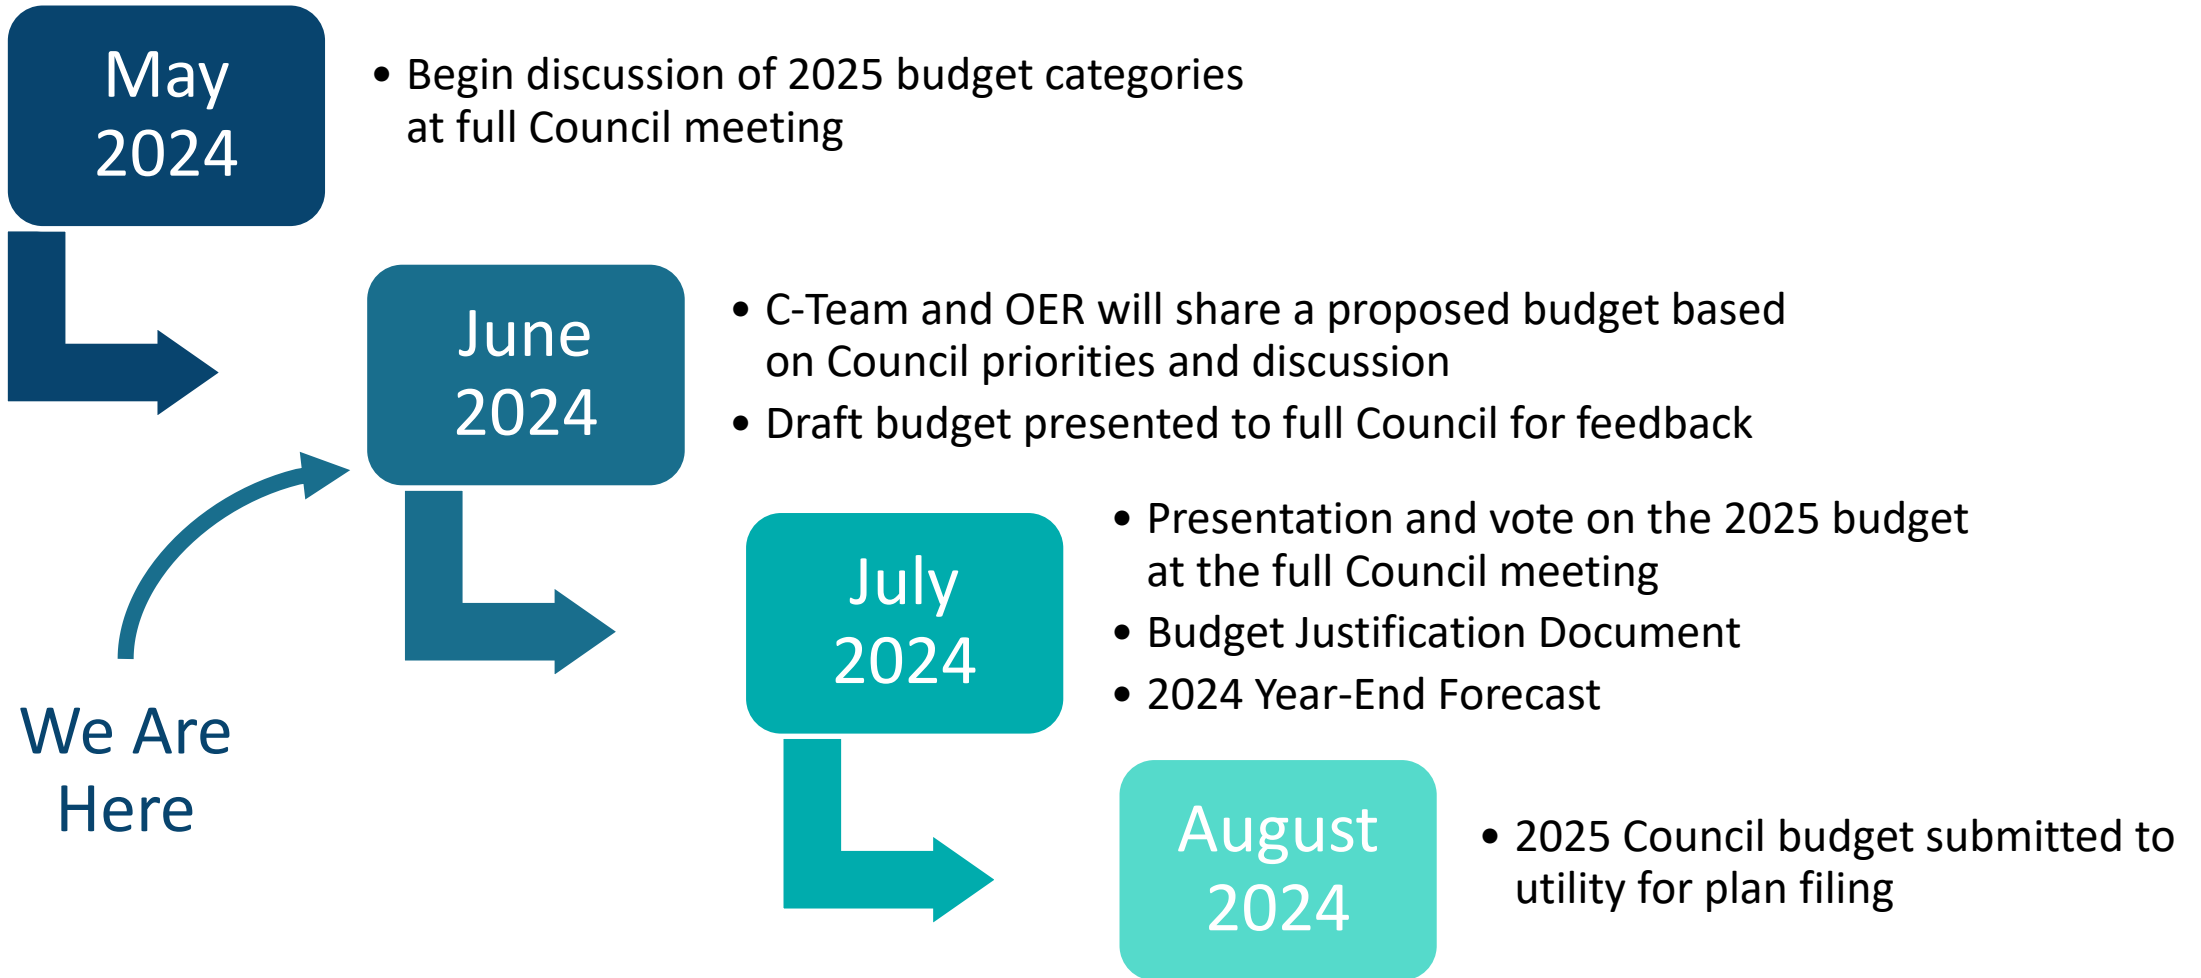 May
2024
• Begin discussion of 2025 budget categories
at full Council meeting
June
2024
• C-Team and OER will share a proposed budget based
on Council priorities and discussion
• Draft budget presented to full Council for feedback
We Are
Here
July
2024
• Presentation and vote on the 2025 budget
at the full Council meeting
• Budget Justification Document
• 2024 Year-End Forecast
August
2024
• 2025 Council budget submitted to
utility for plan filing